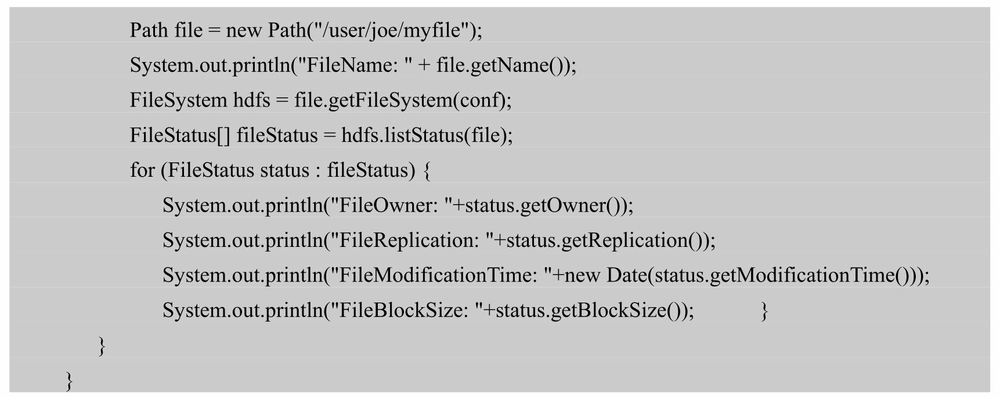 Path file = new Path("/user/joe/myfile");
System.out.println("FileName: " + file.getName());
FileSystem hdfs = file.getFileSystem(conf);
FileStatus[] fileStatus = hdfs.listStatus(file);
for (FileStatus status : fileStatus) {
System.out.println("FileOwner: "+status.getOwner());
System.out.println("FileReplication: "+status.getReplication());
System.out.println("FileModificationTime: "+new Date(status.getModificationTime()));
System.out.println("FileBlockSize: "+status.getBlockSize()); }
}
}